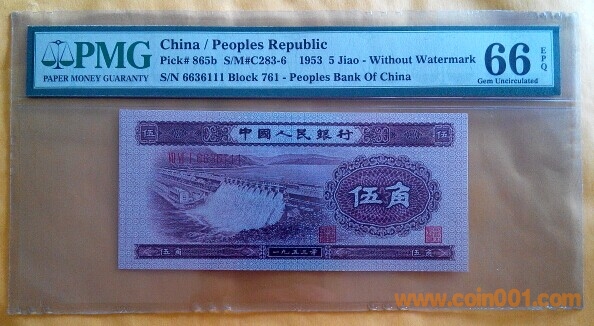 PMG
PAPER MONEY GUARANTY
China / Peoples Republic
Pick# 865b S/M#C283-6 1953 5 Jiao - Without Watermark
S/N 6636111 Block 761 - Peoples Bank Of China
66 EPQ
Gem Uncirculated
伍 中國人民銀行 伍
伍角
伍角 一九五三年 伍角
www.coin001.com